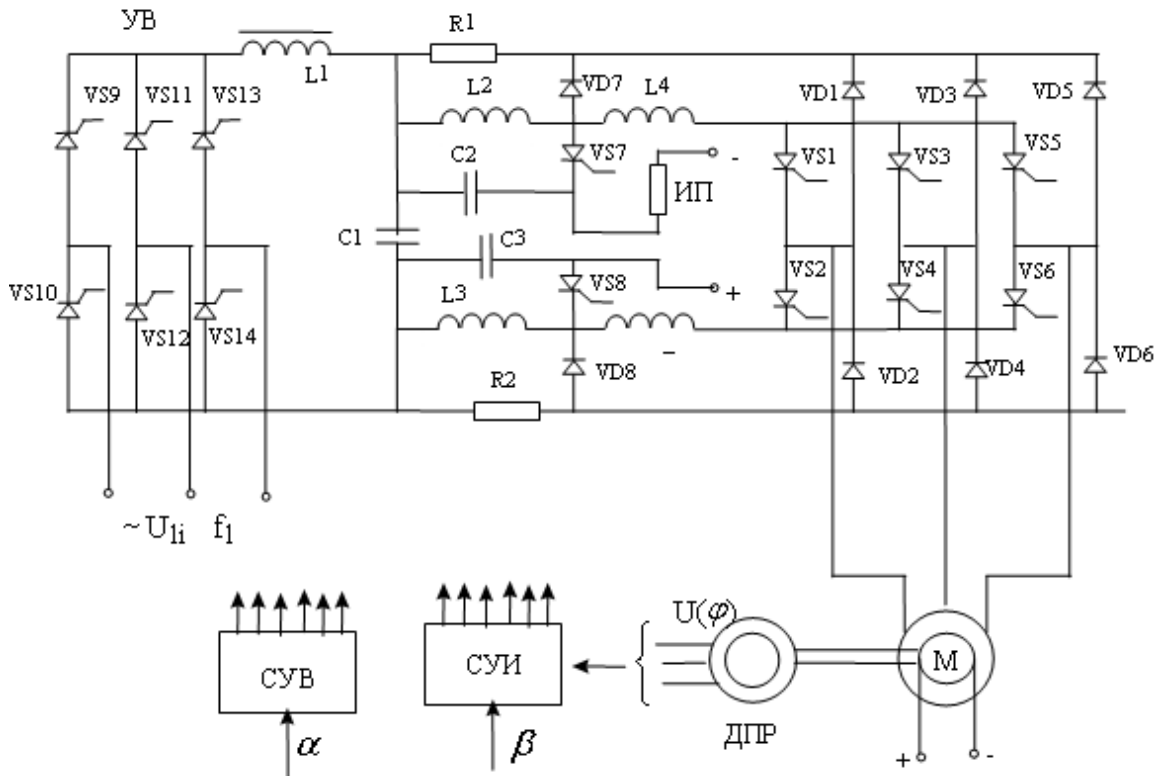 УВ
R1
L1
VS9
VS11
VS13
L2
VD7
L4
VD1
VD3
VD5
VS7
VS1
VS3
VS5
C2
-
ИП
C1
C3
VS10
VS12
VS14
VS8
+
VS2
VS4
VS6
L3
–
VD8
R2
VD2
VD4
VD6
~U1i f1
U(φ)
СУВ
СУИ
М
ДПР
α
β
+
-